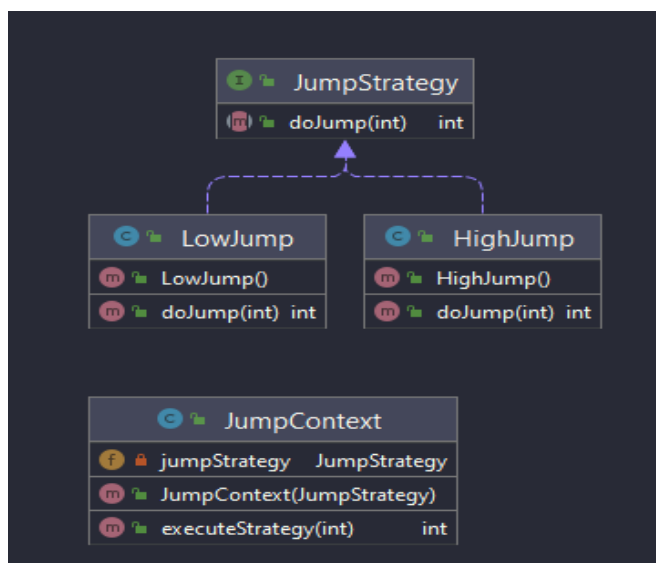 JumpStrategy
doJump(int) int
LowJump
LowJump()
doJump(int) int
HighJump
HighJump()
doJump(int) int
JumpContext
jumpStrategy JumpStrategy
JumpContext(JumpStrategy)
executeStrategy(int) int